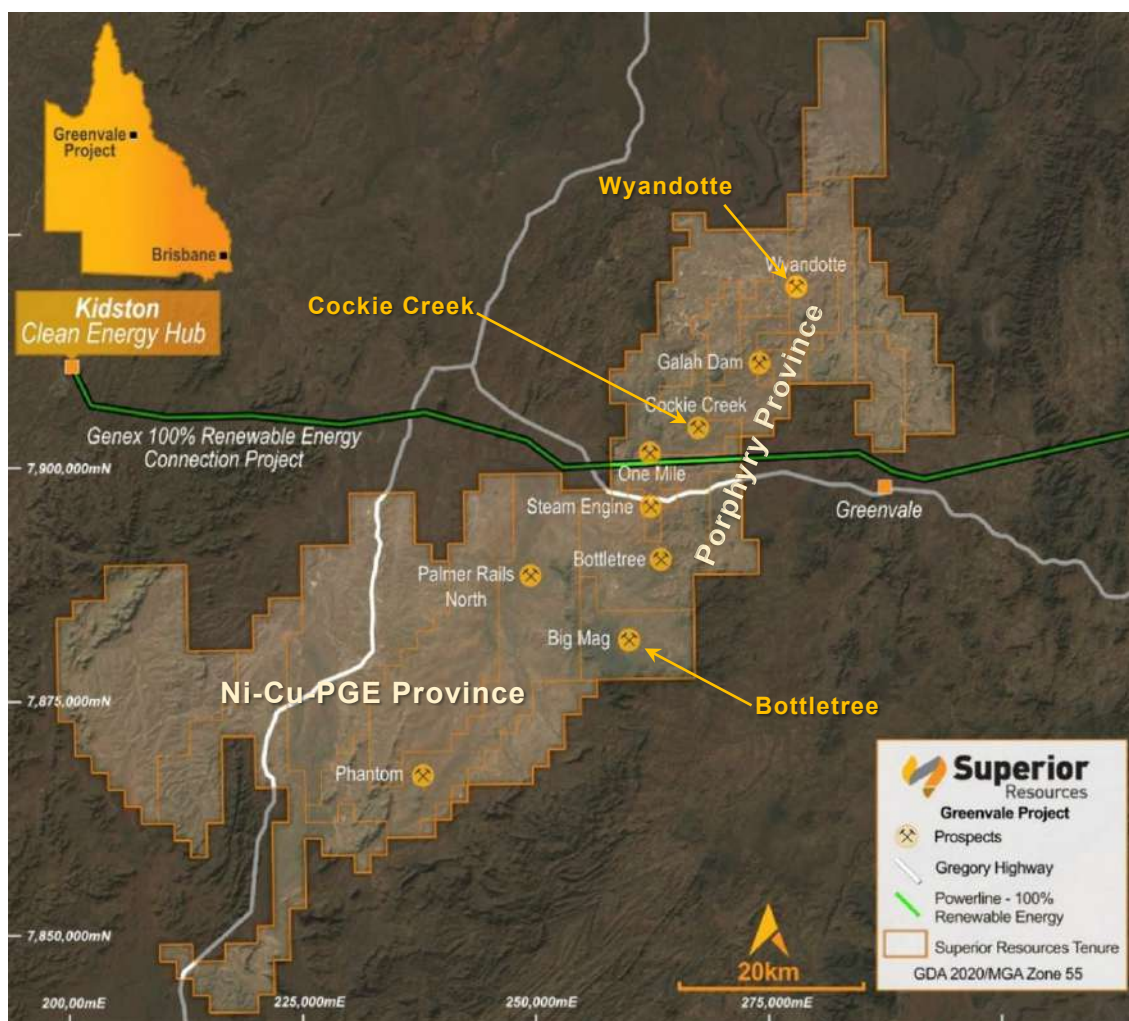 Greenvale
Project
Brisbane
Kidston
Clean Energy Hub
Wyandotte
Wyandotte
Cockie Creek
Galah Dam
Cockie Creek
Porphyry Province
Genex 100% Renewable Energy
Connection Project
7,900,000mN
One Mile
Steam Engine
Greenvale
Bottletree
Palmer Rails
North
Big Mag
Ni-Cu-PGE Province
7,875,000mN
Bottletree
Phantom
Superior
Resources
Greenvale Project
Prospects
Gregory Highway
Powerline - 100%
Renewable Energy
Superior Resources Tenure
GDA 2020/MGA Zone 55
7,850,000mN
20km
200,00mE
225,000mE
250,000mE
275,000mE